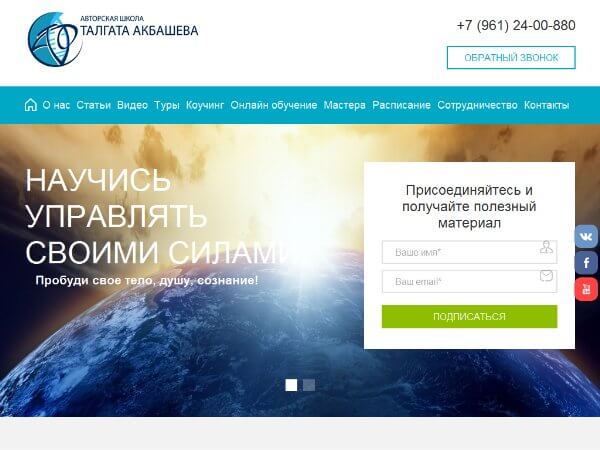 АВТОРСКАЯ ШКОЛА
ТАЛГАТА АКБАШЕВА
+7 (961) 24-00-880
ОБРАТНЫЙ ЗВОНОК
О нас Статьи Видео Туры Коучинг Онлайн обучение Мастера Расписание Сотрудничество Контакты
НАУЧИСЬ
УПРАВЛЯТЬ
СВОИМИ СИЛАМИ
Пробуди свое тело, душу, сознание!
Присоединяйтесь и
получайте полезный
материал
Ваше имя*
Ваш email*
ПОДПИСАТЬСЯ